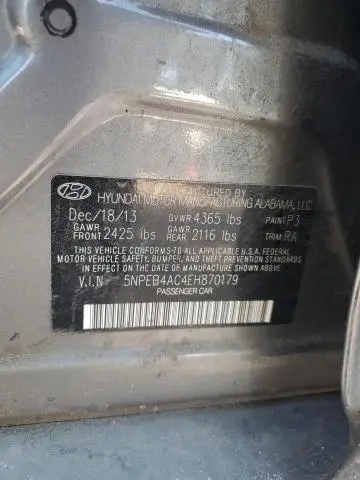 MANUFACTURED BY
HYUNDAI MOTOR MANUFACTURING ALABAMA, LLC
Dec/18/13 GVWR 4365 lbs PAINT P3
GAWR FRONT 2425 lbs GAWR REAR 2116 lbs TRIM RA
THIS VEHICLE CONFORMS TO ALL APPLICABLE U.S.A. FEDERAL
MOTOR VEHICLE SAFETY, BUMPER, AND THEFT PREVENTION
STANDARDS IN EFFECT ON THE DATE OF MANUFACTURE SHOWN ABOVE.
V.I.N 5NPEB4AC4EH870179
PASSENGER CAR